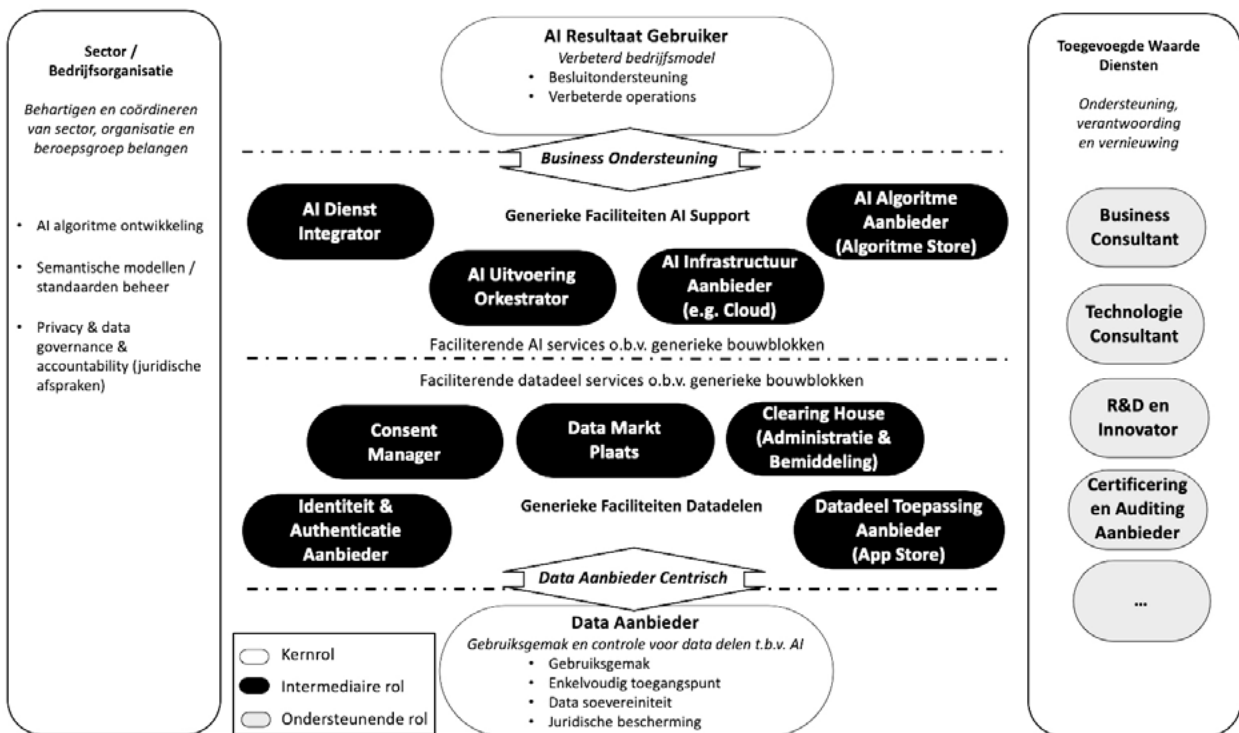 Sector /
Bedrijfsorganisatie
Behartigen en coördineren
van sector, organisatie en
beroepsgroep belangen
• AI algoritme ontwikkeling
• Semantische modellen /
standaarden beheer
• Privacy & data
governance &
accountability (juridische
afspraken)
AI Resultaat Gebruiker
Verbeterd bedrijfsmodel
• Besluitondersteuning
• Verbeterde operations
Business Ondersteuning
AI Dienst
Integrator
Generieke Faciliteiten AI Support
AI Algoritme
Aanbieder
(Algoritme Store)
AI Uitvoering
Orkestrator
AI Infrastructuur
Aanbieder
(e.g. Cloud)
Faciliterende AI services o.b.v. generieke bouwblokken
Faciliterende datadeel services o.b.v. generieke bouwblokken
Consent
Manager
Data Markt
Plaats
Clearing House
(Administratie &
Bemiddeling)
Identiteit &
Authenticatie
Aanbieder
Generieke Faciliteiten Datadelen
Datadeel Toepassing
Aanbieder
(App Store)
Data Aanbieder Centrisch
Data Aanbieder
Gebruiksgemak en controle voor data delen t.b.v. AI
• Gebruiksgemak
• Enkelvoudig toegangspunt
• Data soevereiniteit
• Juridische bescherming
Kernrol
Intermediaire rol
Ondersteunende rol
Toegevoegde Waarde
Diensten
Ondersteuning,
verantwoording
en vernieuwing
Business
Consultant
Technologie
Consultant
R&D en
Innovator
Certificering
en Auditing
Aanbieder
...